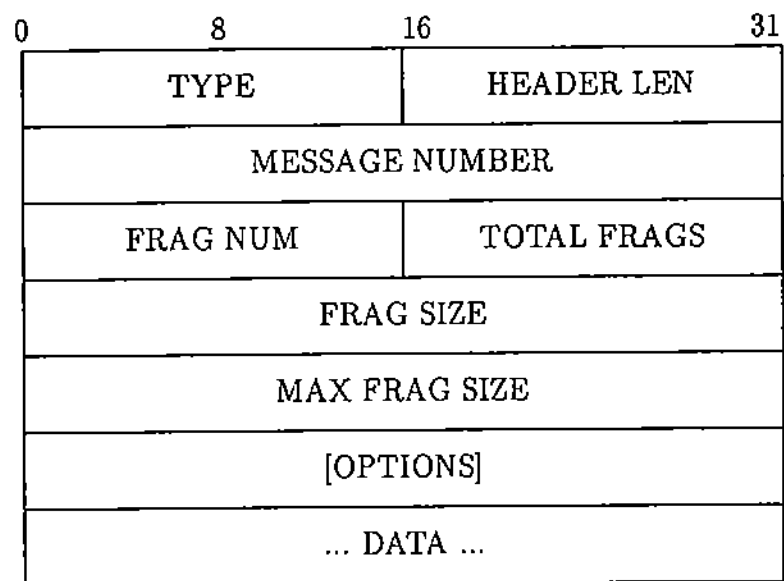 0 8 16 31
TYPE HEADER LEN
MESSAGE NUMBER
FRAG NUM TOTAL FRAGS
FRAG SIZE
MAX FRAG SIZE
[OPTIONS]
... DATA ...